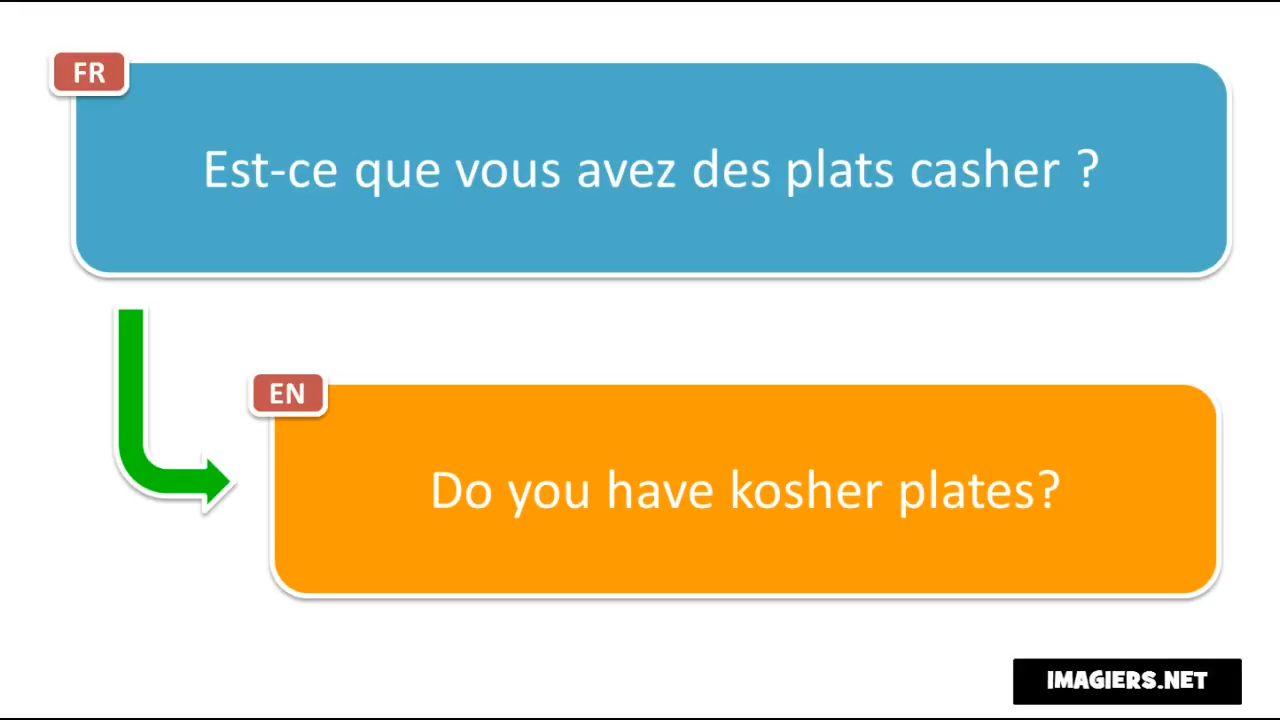 FR
Est-ce que vous avez des plats casher ?
EN
Do you have kosher plates?
IMAGIERS.NET